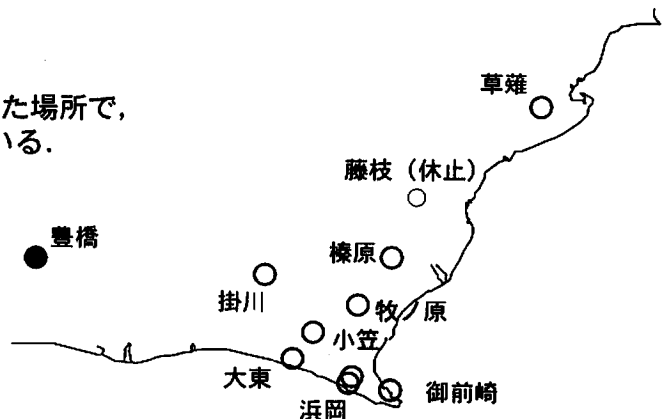 た場所で，
いる．
草薙
藤枝（休止）
豊橋
榛原
掛川
牧ノ原
小笠
大東
御前崎
浜岡